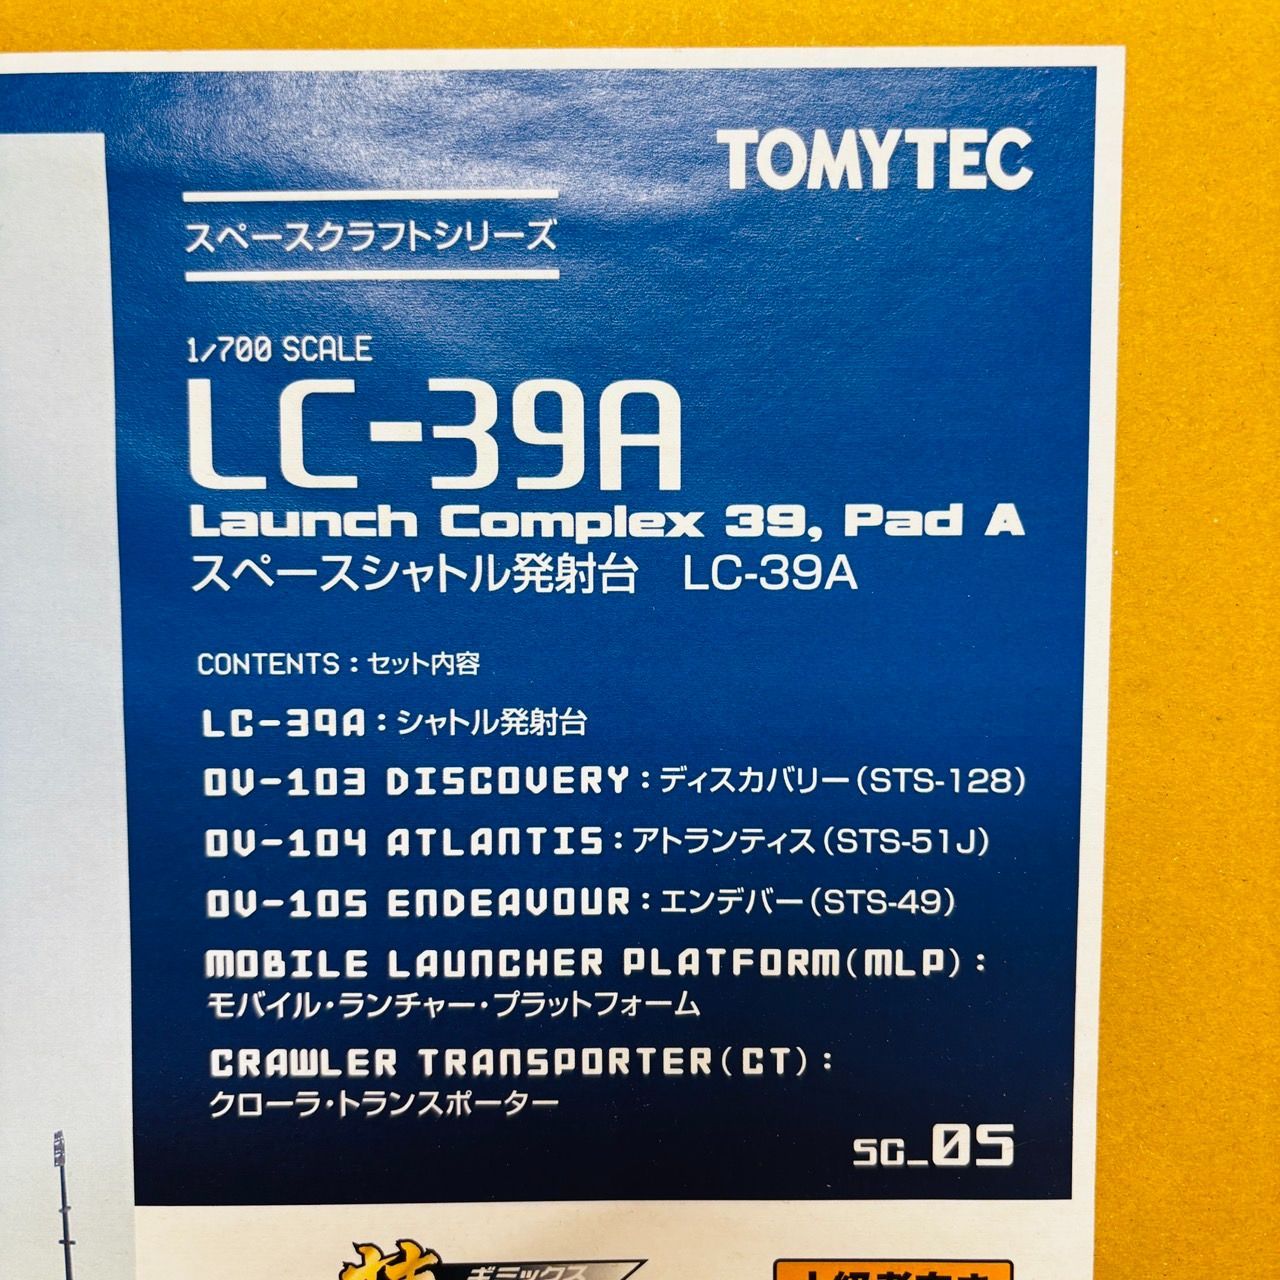 TOMYTEC
スペースクラフトシリーズ
1/700 SCALE
LC-39A
Launch Complex 39, Pad A
スペースシャトル発射台 LC-39A
CONTENTS：セット内容
LC-39A：シャトル発射台
OV-103 DISCOVERY：ディスカバリー（STS-128）
OV-104 ATLANTIS：アトランティス（STS-51J）
OV-105 ENDEAVOUR：エンデバー（STS-49）
MOBILE LAUNCHER PLATFORM(MLP)：
モバイル・ランチャー・プラットフォーム
CRAWLER TRANSPORTER(CT)：
クローラ・トランスポーター
SC_05
技 ギミックス